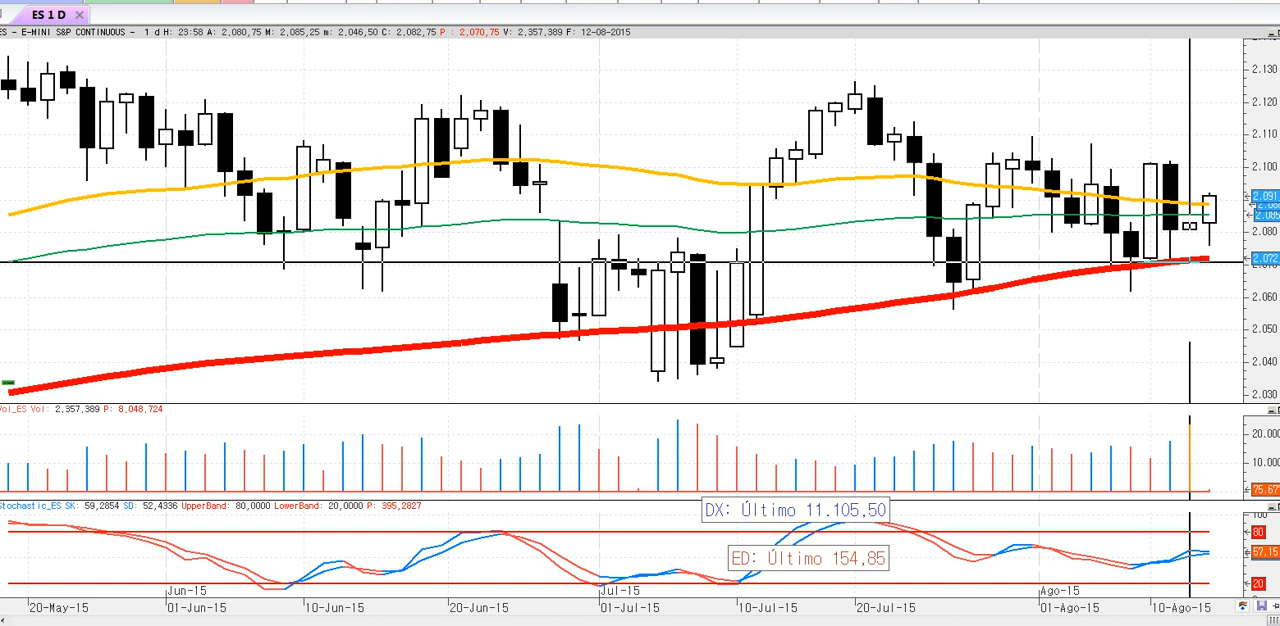 ES 1 D
ES - E-MINI S&P CONTINUOUS - 1 d H: 23:58 A: 2,080,75 M: 2,085,25 m: 2,046,50 C: 2,082,75 P : 2,070,75 V: 2,357,389 F: 12-08-2015
2.130
2.120
2.110
2.100
2.091
2.085
2.080
2.072
2.060
2.050
2.040
2.030
Vol_ES Vol: 2,357,389 P: 8,048,724
20.000
10.000
75.677
Stochastic_ES SK: 59,2854 SD: 52,4336 UpperBand: 80,0000 LowerBand: 20,0000 P: 395,2827
DX: Último 11.105,50
100
80
ED: Último 154,85
57,15
20
Jun-15
Jul-15
Ago-15
20-May-15
01-Jun-15
10-Jun-15
20-Jun-15
01-Jul-15
10-Jul-15
20-Jul-15
01-Ago-15
10-Ago-15